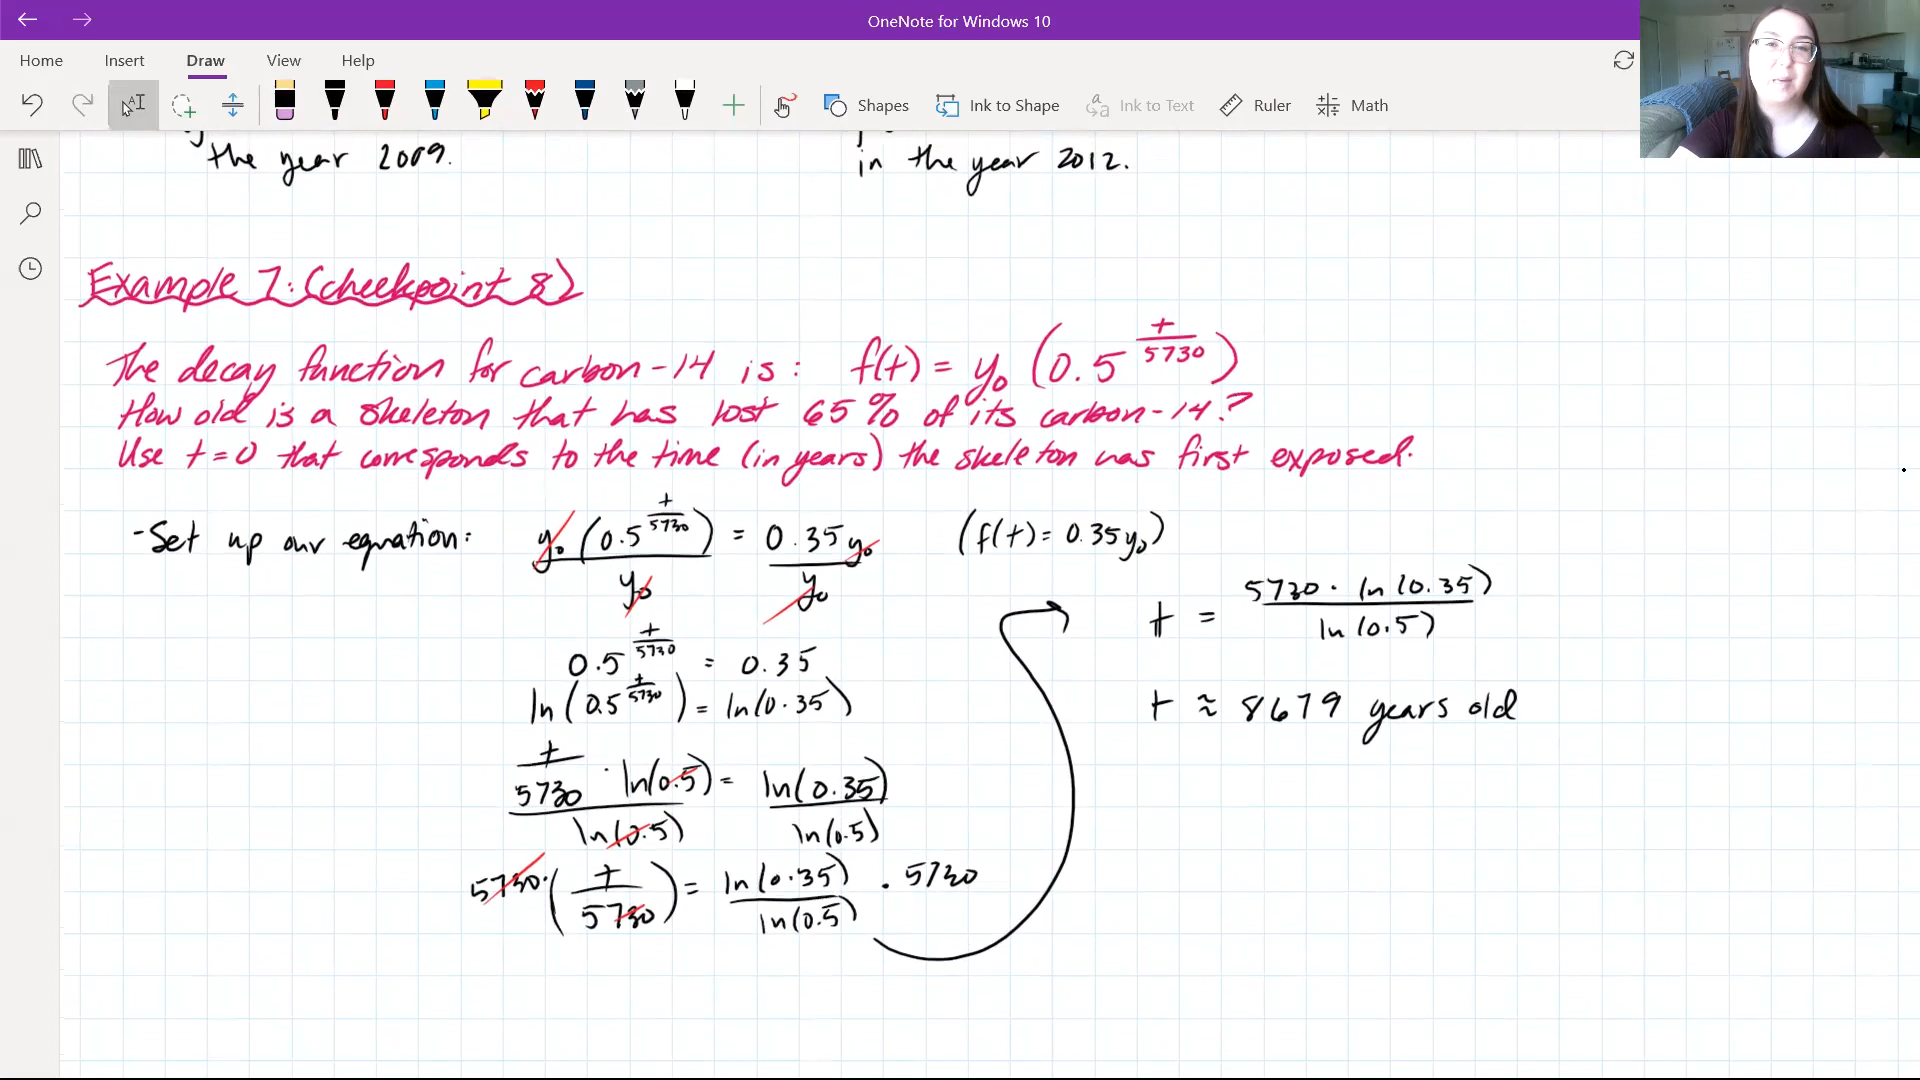 OneNote for Windows 10
Home Insert Draw View Help
Shapes Ink to Shape Ink to Text Ruler Math
the year 2009.
in the year 2012.
Example 7: (Checkpoint 8)
The decay function for carbon-14 is: f(t) = y₀ (0.5^(t/5730))
How old is a skeleton that has lost 65% of its carbon-14?
Use t=0 that corresponds to the time (in years) the skeleton was first exposed.
-Set up our equation: y₀ (0.5^(t/5730)) / y₀ = 0.35y₀ / y₀ (f(t) = 0.35y₀)
0.5^(t/5730) = 0.35
ln(0.5^(t/5730)) = ln(0.35)
t/5730 · ln(0.5) / ln(0.5) = ln(0.35) / ln(0.5)
5730 · (t/5730) = ln(0.35) / ln(0.5) · 5730
t = 5730 · ln(0.35) / ln(0.5)
t ≈ 8679 years old